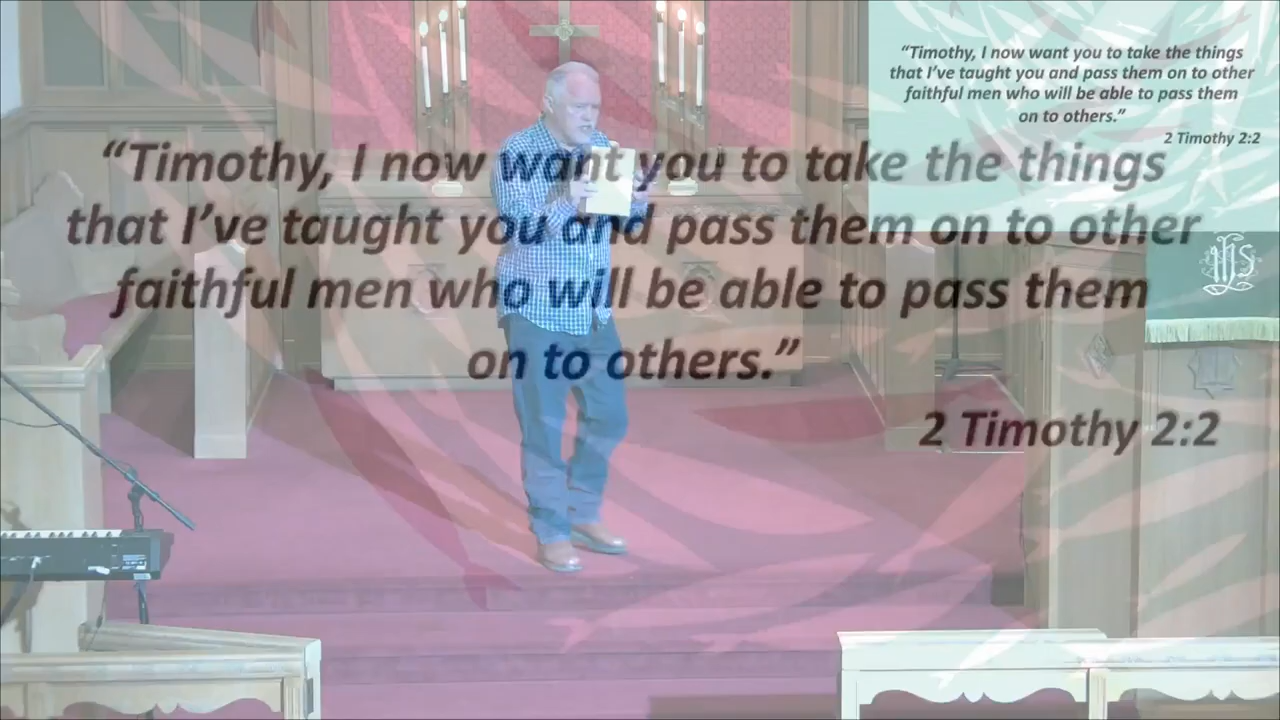 “Timothy, I now want you to take the things
that I’ve taught you and pass them on to other
faithful men who will be able to pass them
on to others.”
2 Timothy 2:2
“Timothy, I now want you to take the things
that I’ve taught you and pass them on to other
faithful men who will be able to pass them
on to others.”
2 Timothy 2:2
IHS